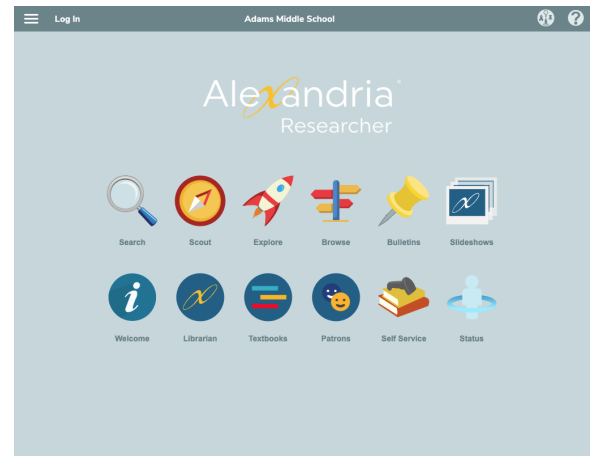 Log In
Adams Middle School
Alexandria
Researcher
Search
Scout
Explore
Browse
Bulletins
Slideshows
Welcome
Librarian
Textbooks
Patrons
Self Service
Status